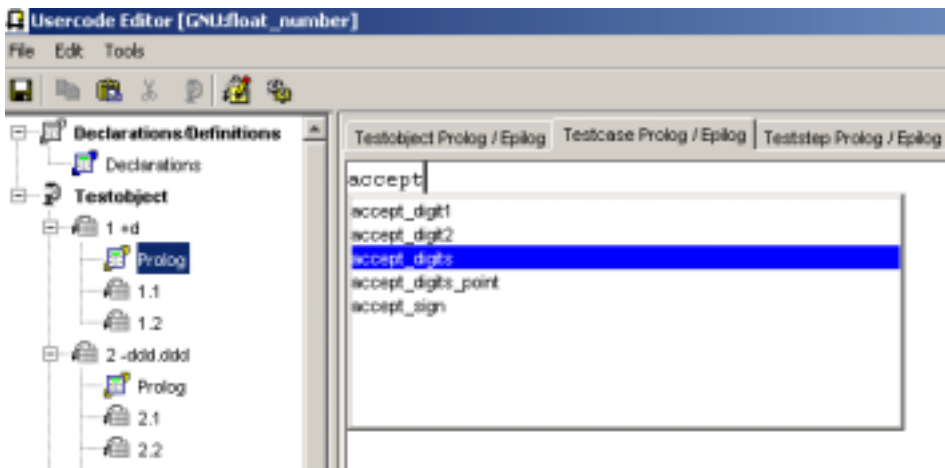 Usercode Editor [GNU:float_number]
File Edit Tools
Declarations/Definitions
Declarations
Testobject
1 +d
Prolog
1.1
1.2
2 -ddd.ddd
Prolog
2.1
2.2
Testobject Prolog / Epilog Testcase Prolog / Epilog Teststep Prolog / Epilog
accept
accept_digit1
accept_digit2
accept_digits
accept_digits_point
accept_sign